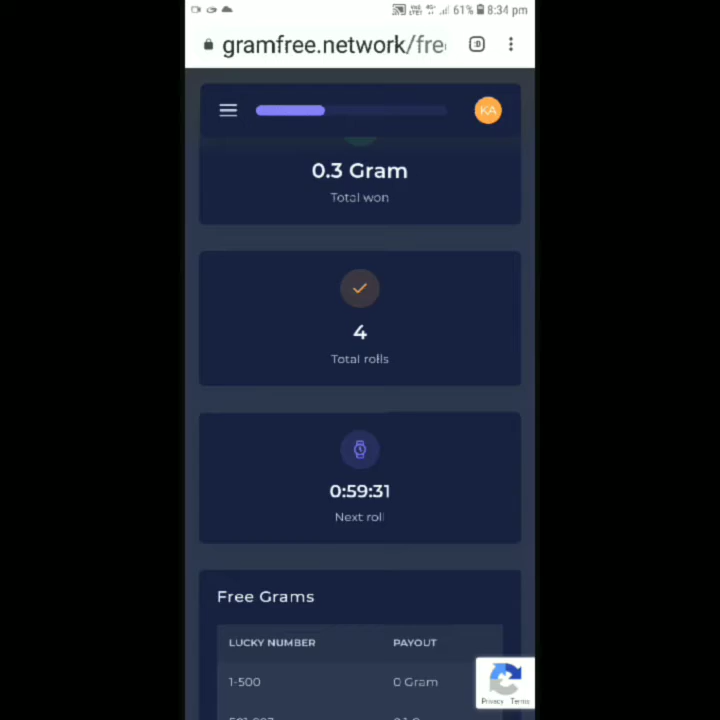 61% 8:34 pm
gramfree.network/fre
:D
KA
0.3 Gram
Total won
4
Total rolls
0:59:31
Next roll
Free Grams
LUCKY NUMBER PAYOUT
1-500 0 Gram
Privacy - Terms